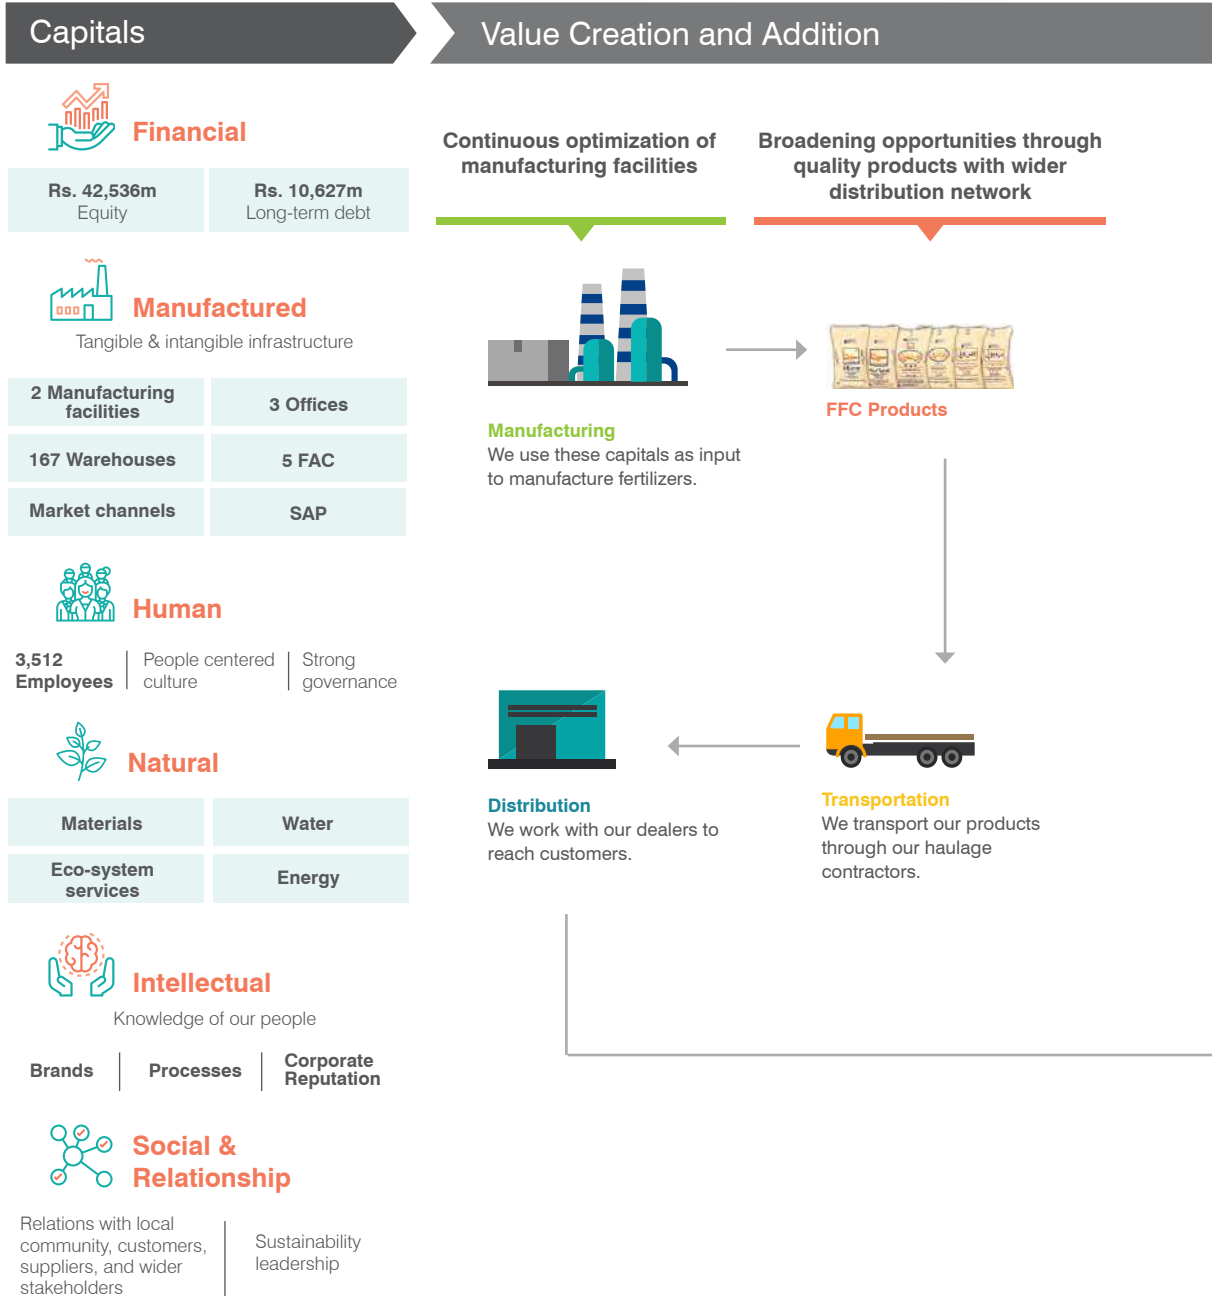 Capitals
Value Creation and Addition
Financial
Rs. 42,536m
Equity
Rs. 10,627m
Long-term debt
Manufactured
Tangible & intangible infrastructure
2 Manufacturing
facilities
3 Offices
167 Warehouses
5 FAC
Market channels
SAP
Human
3,512
Employees
People centered
culture
Strong
governance
Natural
Materials
Water
Eco-system
services
Energy
Intellectual
Knowledge of our people
Brands
Processes
Corporate
Reputation
Social &
Relationship
Relations with local
community, customers,
suppliers, and wider
stakeholders
Sustainability
leadership
Continuous optimization of
manufacturing facilities
Broadening opportunities through
quality products with wider
distribution network
Manufacturing
We use these capitals as input
to manufacture fertilizers.
FFC Products
Transportation
We transport our products
through our haulage
contractors.
Distribution
We work with our dealers to
reach customers.